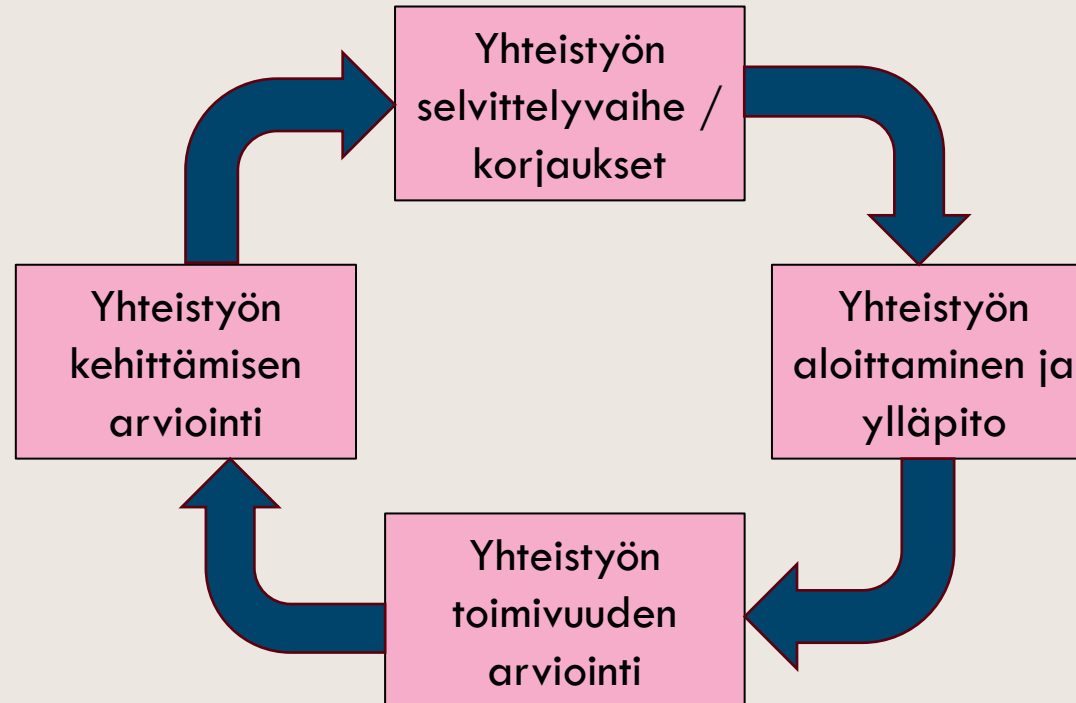 Yhteistyön
selvittelyvaihe /
korjaukset
Yhteistyön
aloittaminen ja
ylläpito
Yhteistyön
toimivuuden
arviointi
Yhteistyön
kehittämisen
arviointi